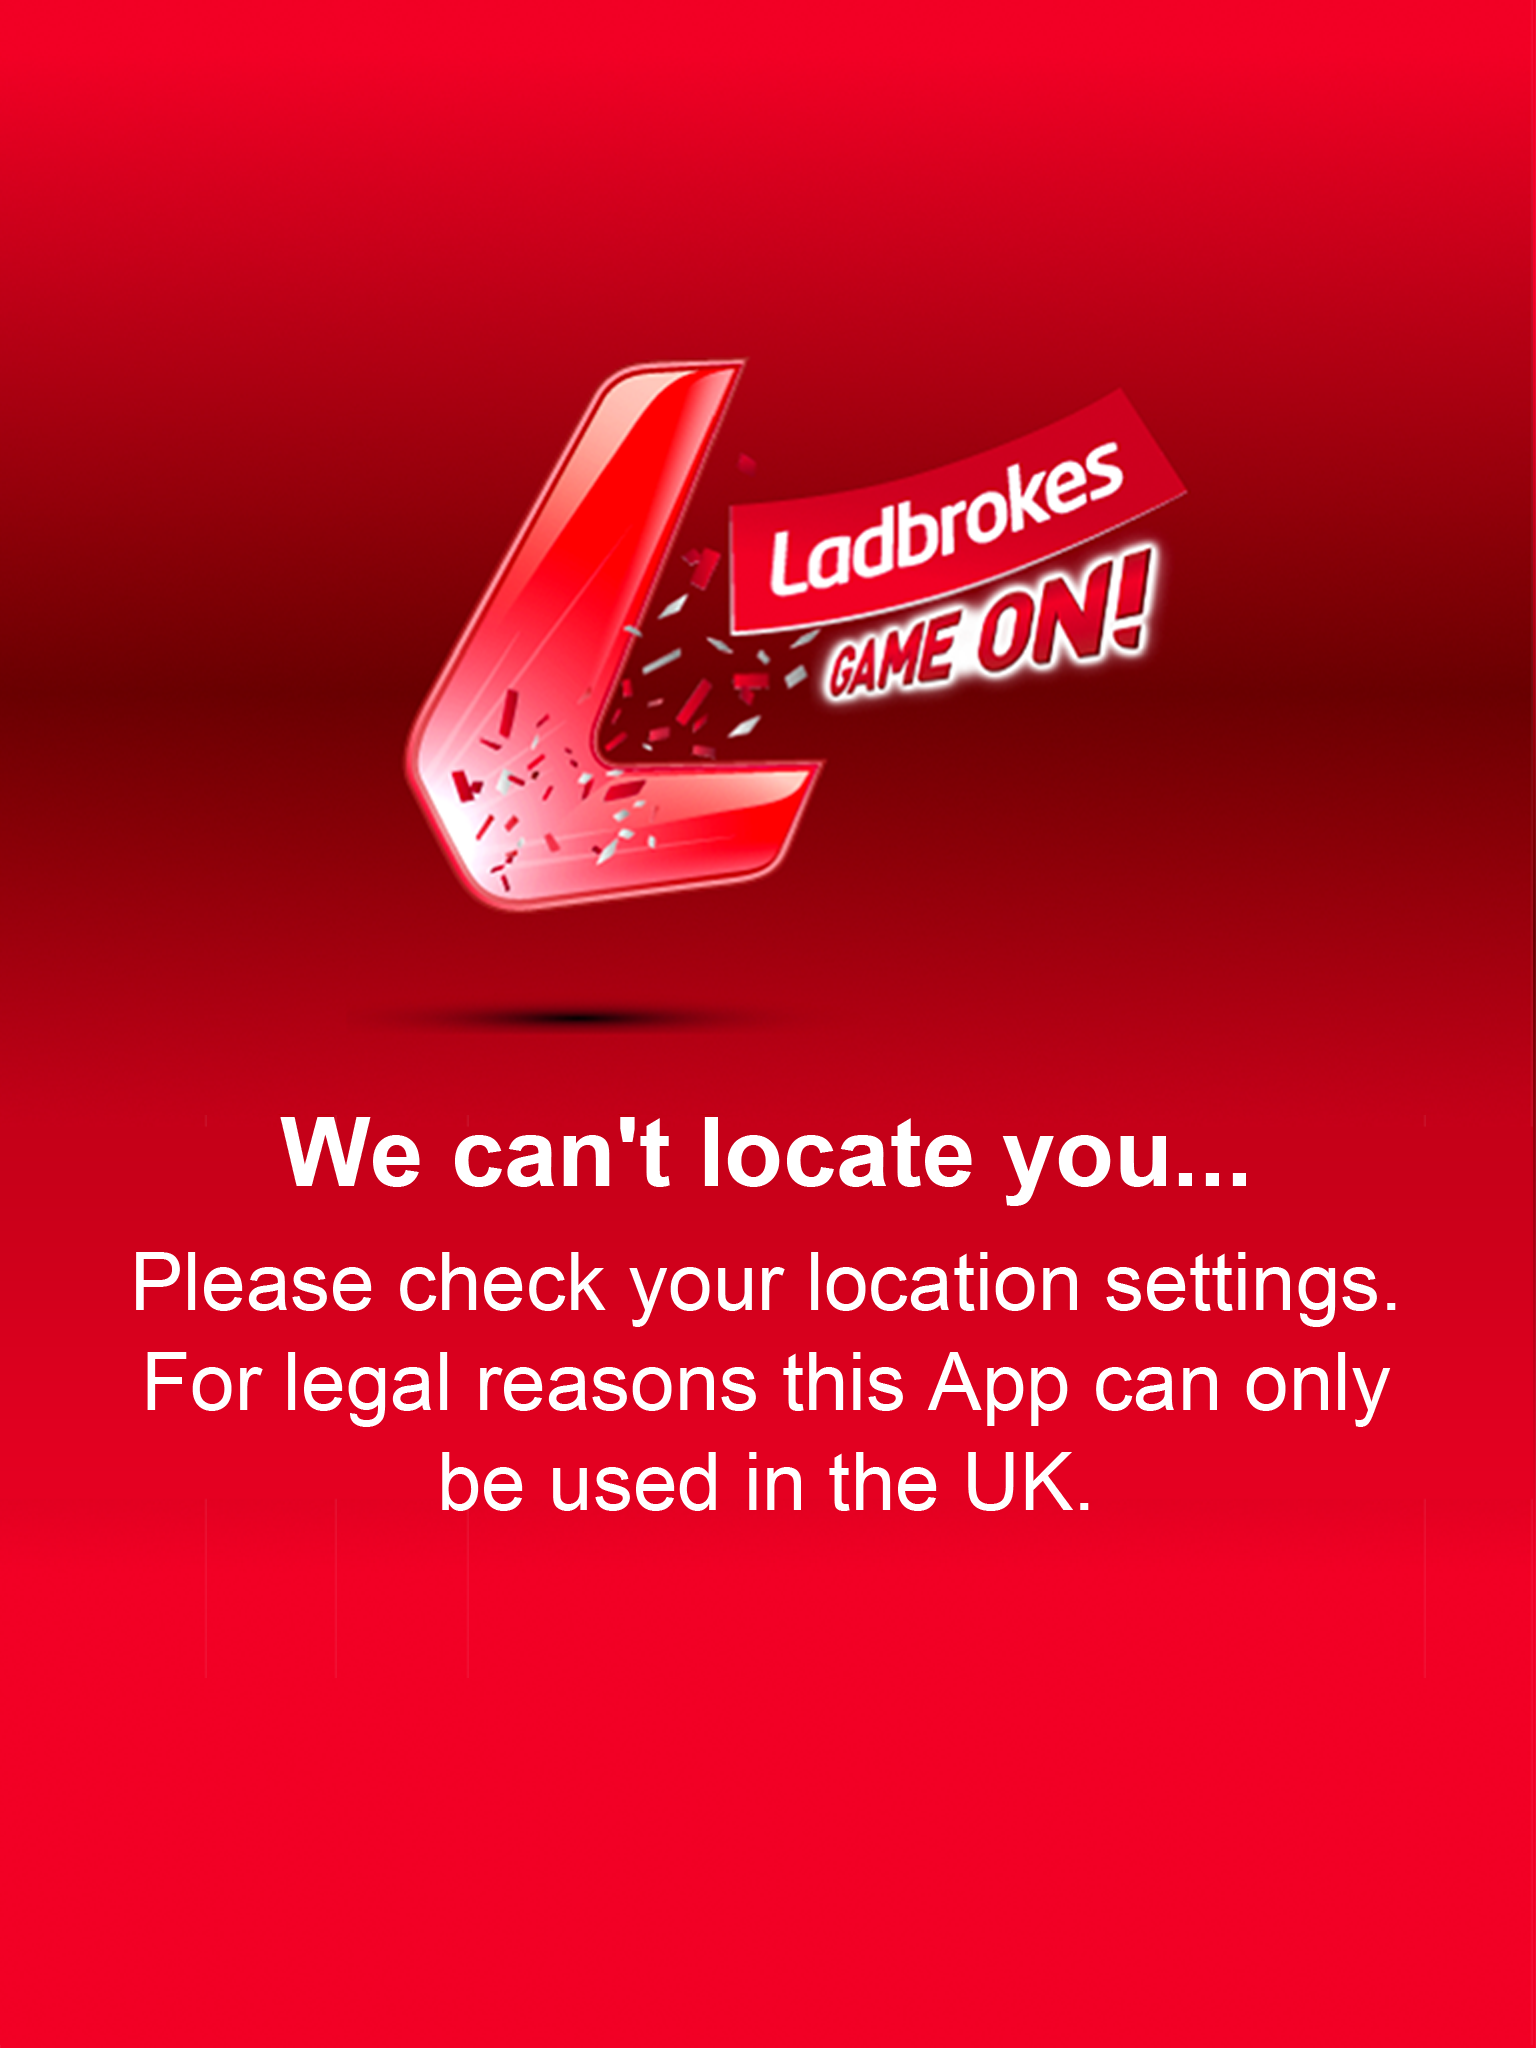 Ladbrokes
GAME ON!
We can't locate you...
Please check your location settings.
For legal reasons this App can only
be used in the UK.